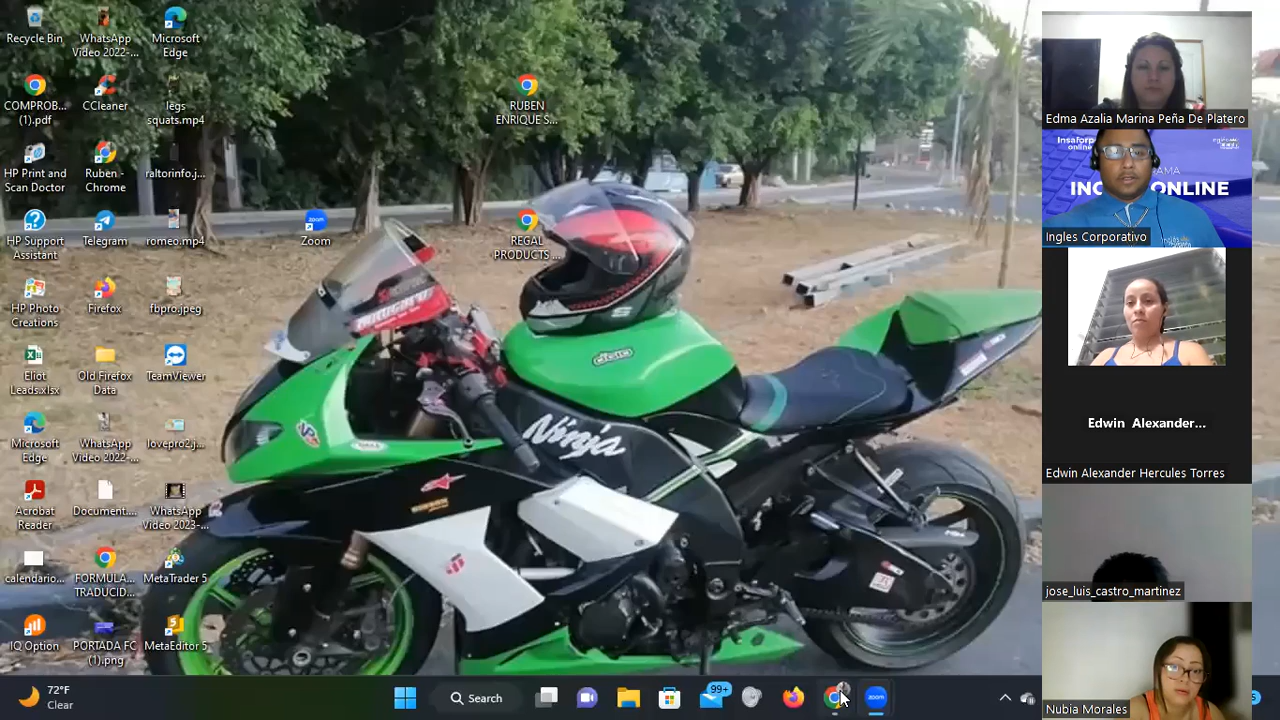 Recycle Bin
WhatsApp
Video 2022-...
Microsoft
Edge
COMPROB...
(1).pdf
CCleaner
legs
squats.mp4
RUBEN
ENRIQUE S...
HP Print and
Scan Doctor
Ruben -
Chrome
raltorinfo.j...
HP Support
Assistant
Telegram
romeo.mp4
zoom
Zoom
REGAL
PRODUCTS ...
HP Photo
Creations
Firefox
fbpro.jpeg
Eliot
Leads.xlsx
Old Firefox
Data
TeamViewer
Microsoft
Edge
WhatsApp
Video 2022-...
lovepro2.j...
Acrobat
Reader
Document...
WhatsApp
Video 2023-...
calendario...
FORMULA...
TRADUCID...
MetaTrader 5
IQ Option
PORTADA
(1).png
MetaEditor 5
Ninja
72°F
Clear
Search
99+
zoom
Edma Azalia Marina Peña De Platero
Insaforp
online
ONLINE
Ingles Corporativo
Edwin Alexander...
Edwin Alexander Hercules Torres
jose_luis_castro_martinez
Nubia Morales